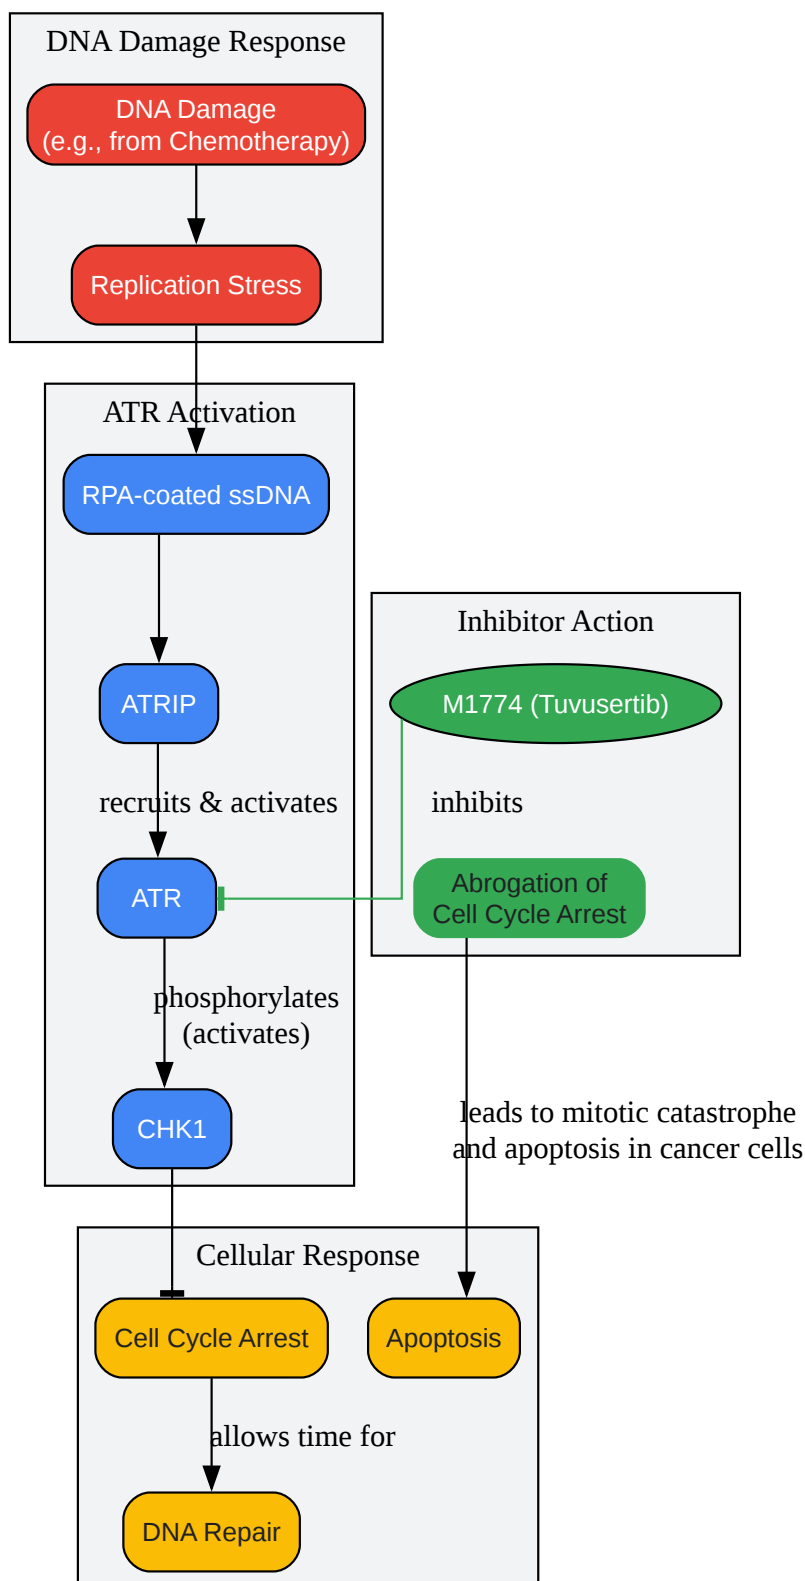 DNA Damage Response
DNA Damage
(e.g., from Chemotherapy)
Replication Stress
ATR Activation
RPA-coated ssDNA
Inhibitor Action
ATRIP
M1774 (Tuvusertib)
recruits & activates
inhibits
ATR
Abrogation of
Cell Cycle Arrest
phosphorylates
(activates)
CHK1
leads to mitotic catastrophe
and apoptosis in cancer cells
Cellular Response
Cell Cycle Arrest
Apoptosis
allows time for
DNA Repair